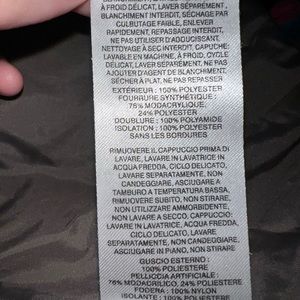 À FROID DÉLICAT, LAVER SÉPARÉMENT,
BLANCHIMENT INTERDIT, SÉCHAGE PAR
CULBUTAGE FAIBLE, ENLEVER
RAPIDEMENT, REPASSAGE INTERDIT,
NE PAS UTILISER D'ADOUCISSANT,
NETTOYAGE À SEC INTERDIT, CAPUCHE:
LAVABLE EN MACHINE, À FROID, CYCLE
DÉLICAT, LAVER SÉPARÉMENT, NE PAS
AJOUTER D'AGENT DE BLANCHIMENT,
SÉCHER À PLAT, NE PAS REPASSER
EXTÉRIEUR : 100% POLYESTER
FOURRURE SYNTHÉTIQUE :
76% MODACRYLIQUE,
24% POLYESTER
DOUBLURE : 100% POLYAMIDE
ISOLATION : 100% POLYESTER
SANS LES BORDURES
RIMUOVERE IL CAPPUCCIO PRIMA DI
LAVARE, LAVARE IN LAVATRICE IN
ACQUA FREDDA, CICLO DELICATO,
LAVARE SEPARATAMENTE, NON
CANDEGGIARE, ASCIUGARE A
TAMBURO A TEMPERATURA BASSA,
RIMUOVERE SUBITO, NON STIRARE,
NON UTILIZZARE AMMORBIDENTE,
NON LAVARE A SECCO, CAPPUCCIO:
LAVARE IN LAVATRICE, ACQUA FREDDA,
CICLO DELICATO, LAVARE
SEPARATAMENTE, NON CANDEGGIARE,
ASCIUGARE IN PIANO, NON STIRARE
GUSCIO ESTERNO :
100% POLIESTERE
PELLICCIA ARTIFICIALE :
76% MODACRILICO, 24% POLIESTERE
FODERA : 100% NYLON
ISOLANTE : 100% POLIESTERE